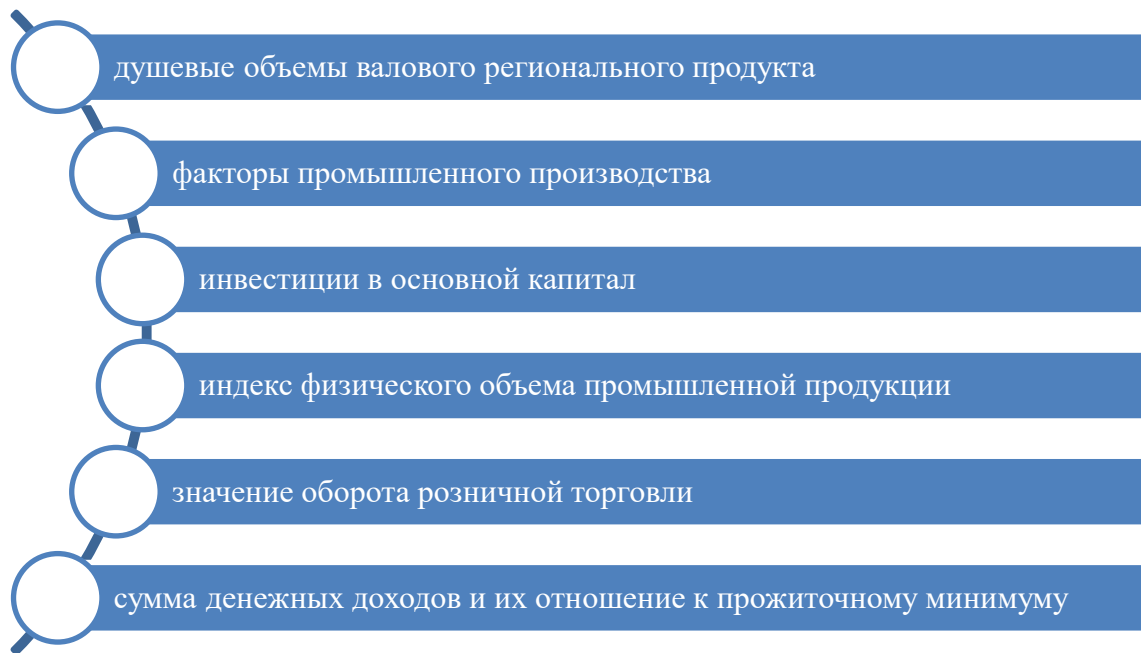 душевые объемы валового регионального продукта
факторы промышленного производства
инвестиции в основной капитал
индекс физического объема промышленной продукции
значение оборота розничной торговли
сумма денежных доходов и их отношение к прожиточному минимуму